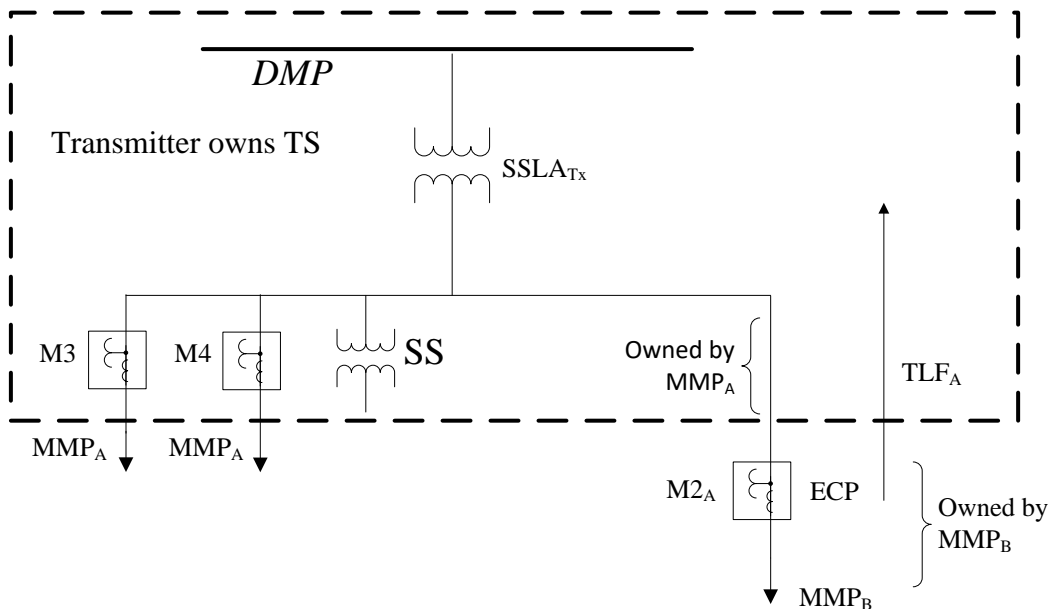 DMP
Transmitter owns TS
SSLATx
M3
M4
SS
Owned by
MMPA
TLFA
MMPA
MMPA
M2A
ECP
Owned by
MMPB
MMPB